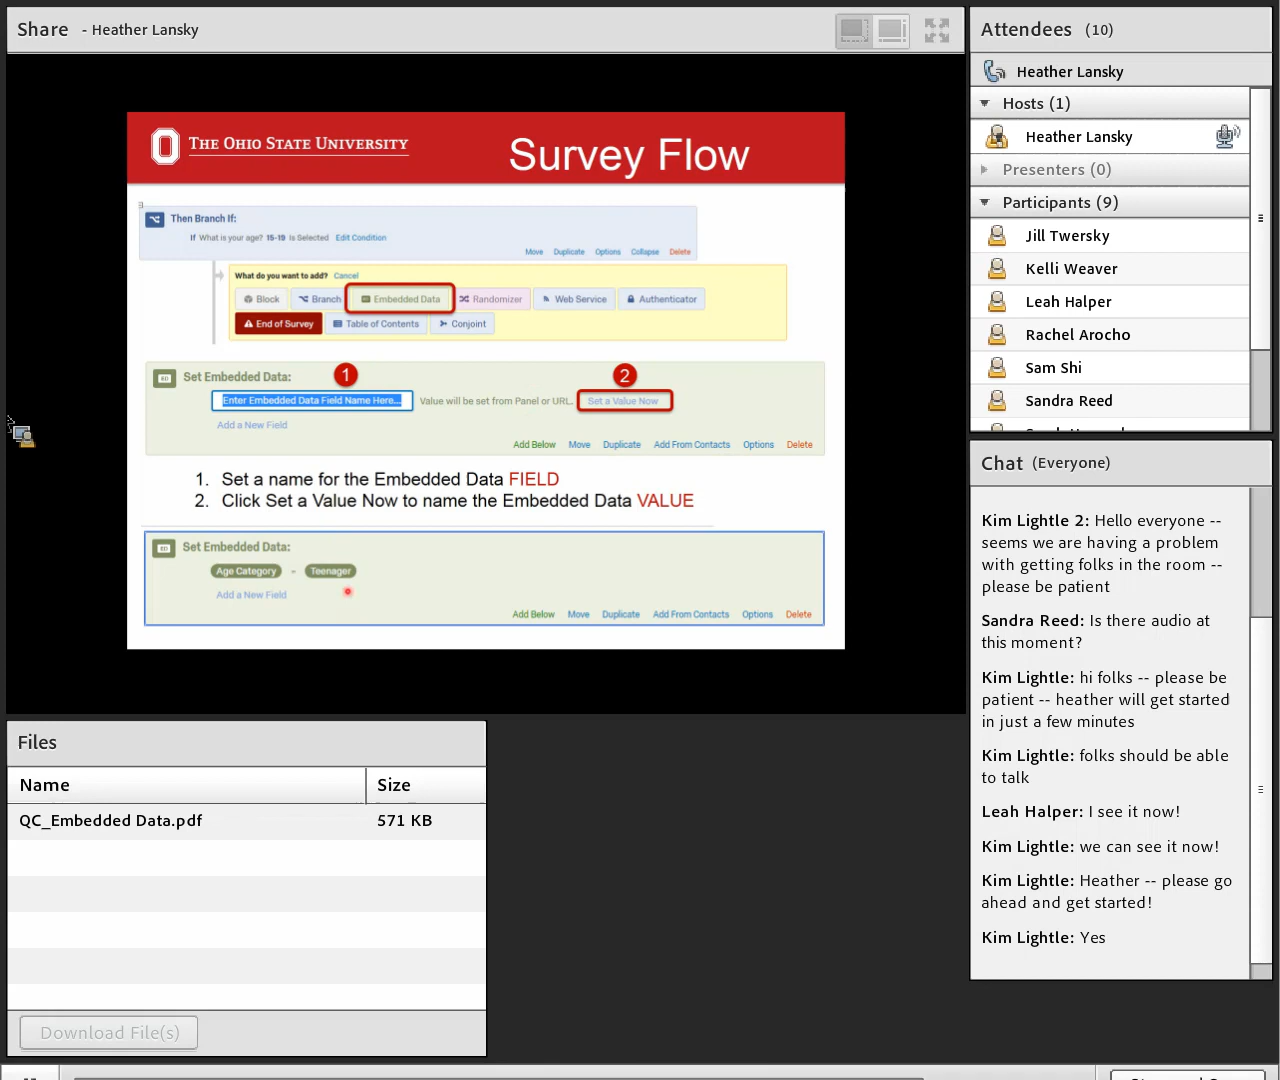 Share - Heather Lansky
THE OHIO STATE UNIVERSITY
Survey Flow
Then Branch If:
If What is your age? 15-19 Is Selected Edit Condition
Move Duplicate Options Collapse Delete
What do you want to add? Cancel
Block Branch Embedded Data Randomizer Web Service Authenticator
End of Survey Table of Contents Conjoint
Set Embedded Data: 1 2
Enter Embedded Data Field Name Here... Value will be set from Panel or URL. Set a Value Now
Add a New Field
Add Below Move Duplicate Add From Contacts Options Delete
1. Set a name for the Embedded Data FIELD
2. Click Set a Value Now to name the Embedded Data VALUE
Set Embedded Data:
Age Category - Teenager
Add a New Field
Add Below Move Duplicate Add From Contacts Options Delete
Files
Name Size
QC_Embedded Data.pdf 571 KB
Download File(s)
Attendees (10)
Heather Lansky
Hosts (1)
Heather Lansky
Presenters (0)
Participants (9)
Jill Twersky
Kelli Weaver
Leah Halper
Rachel Arocho
Sam Shi
Sandra Reed
Chat (Everyone)
Kim Lightle 2: Hello everyone --
seems we are having a problem
with getting folks in the room --
please be patient
Sandra Reed: Is there audio at
this moment?
Kim Lightle: hi folks -- please be
patient -- heather will get started
in just a few minutes
Kim Lightle: folks should be able
to talk
Leah Halper: I see it now!
Kim Lightle: we can see it now!
Kim Lightle: Heather -- please go
ahead and get started!
Kim Lightle: Yes